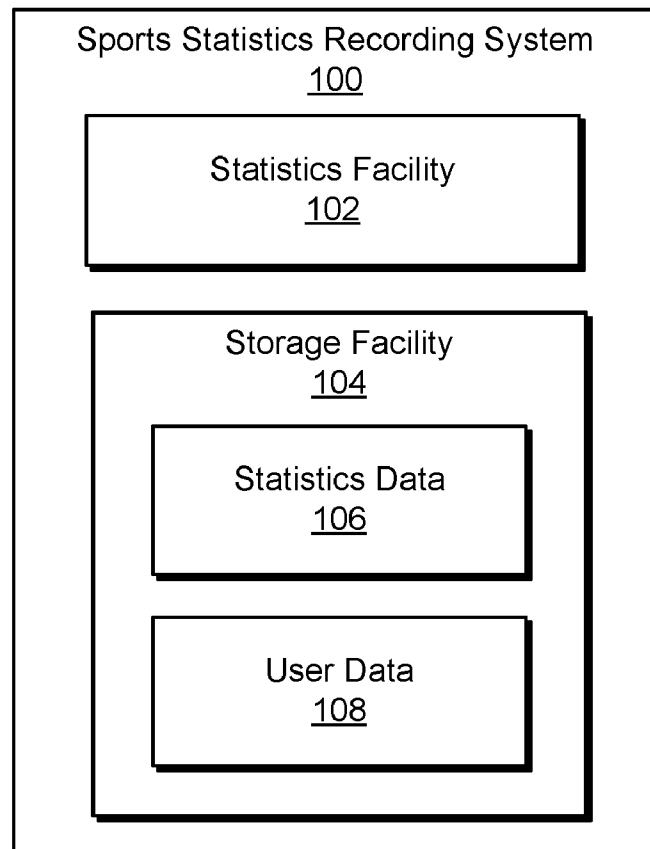 Sports Statistics Recording System
100
Statistics Facility
102
Storage Facility
104
Statistics Data
106
User Data
108